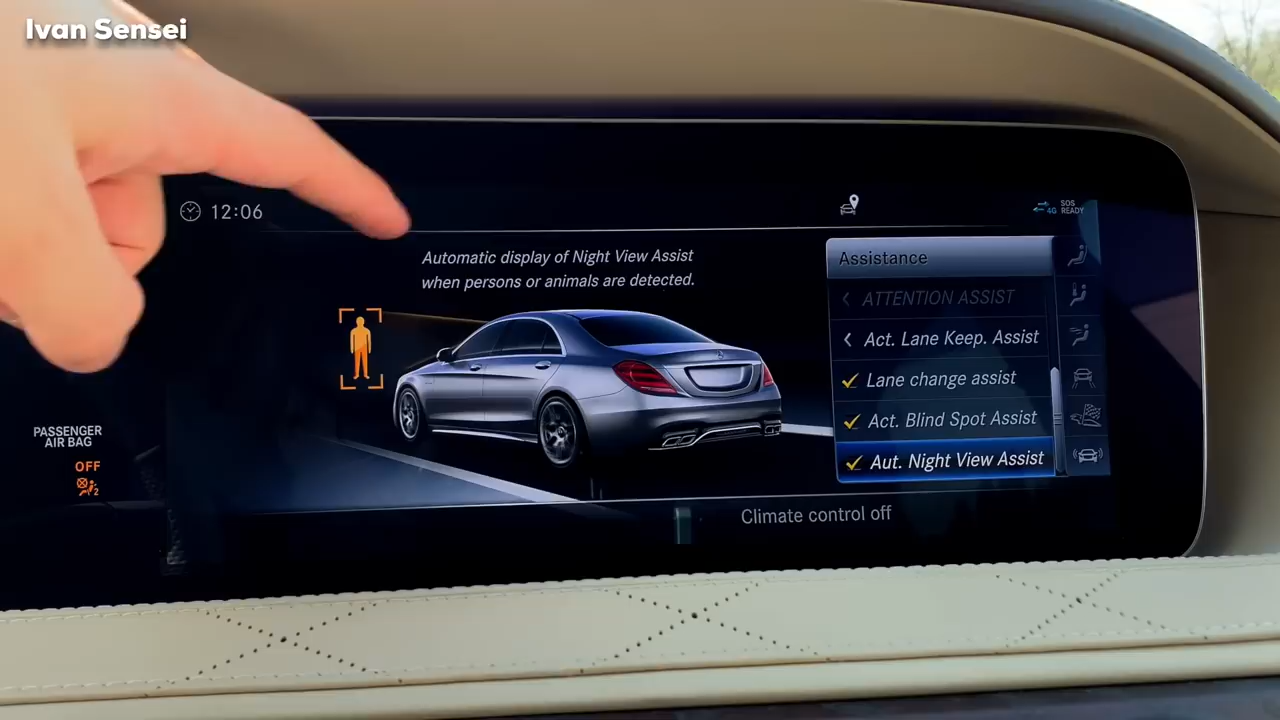 Ivan Sensei
12:06
4G
SOS
READY
Automatic display of Night View Assist
when persons or animals are detected.
Assistance
ATTENTION ASSIST
Act. Lane Keep. Assist
Lane change assist
Act. Blind Spot Assist
Aut. Night View Assist
PASSENGER
AIR BAG
OFF
2
Climate control off